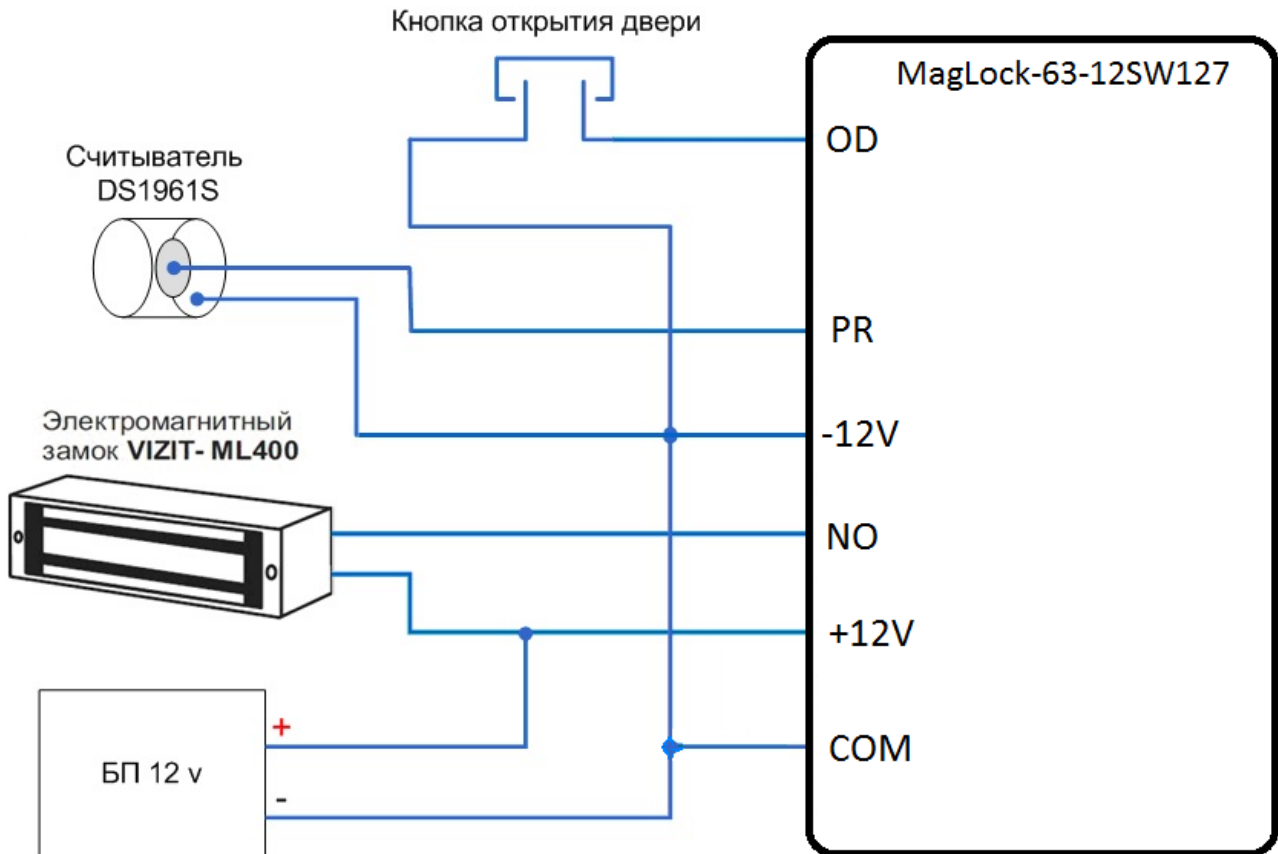 Кнопка открытия двери
MagLock-63-12SW127
OD
Считыватель
DS1961S
PR
-12V
Электромагнитный
замок VIZIT- ML400
NO
+12V
+
COM
БП 12 v
-